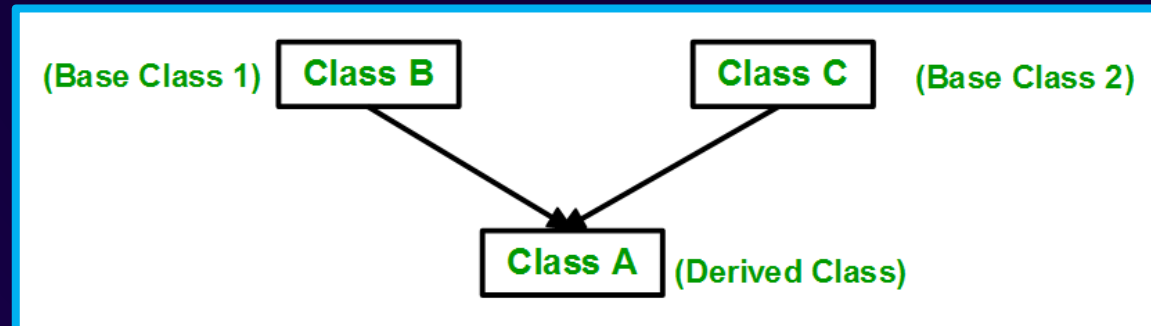 (Base Class 1)
Class B
Class C
(Base Class 2)
Class A
(Derived Class)